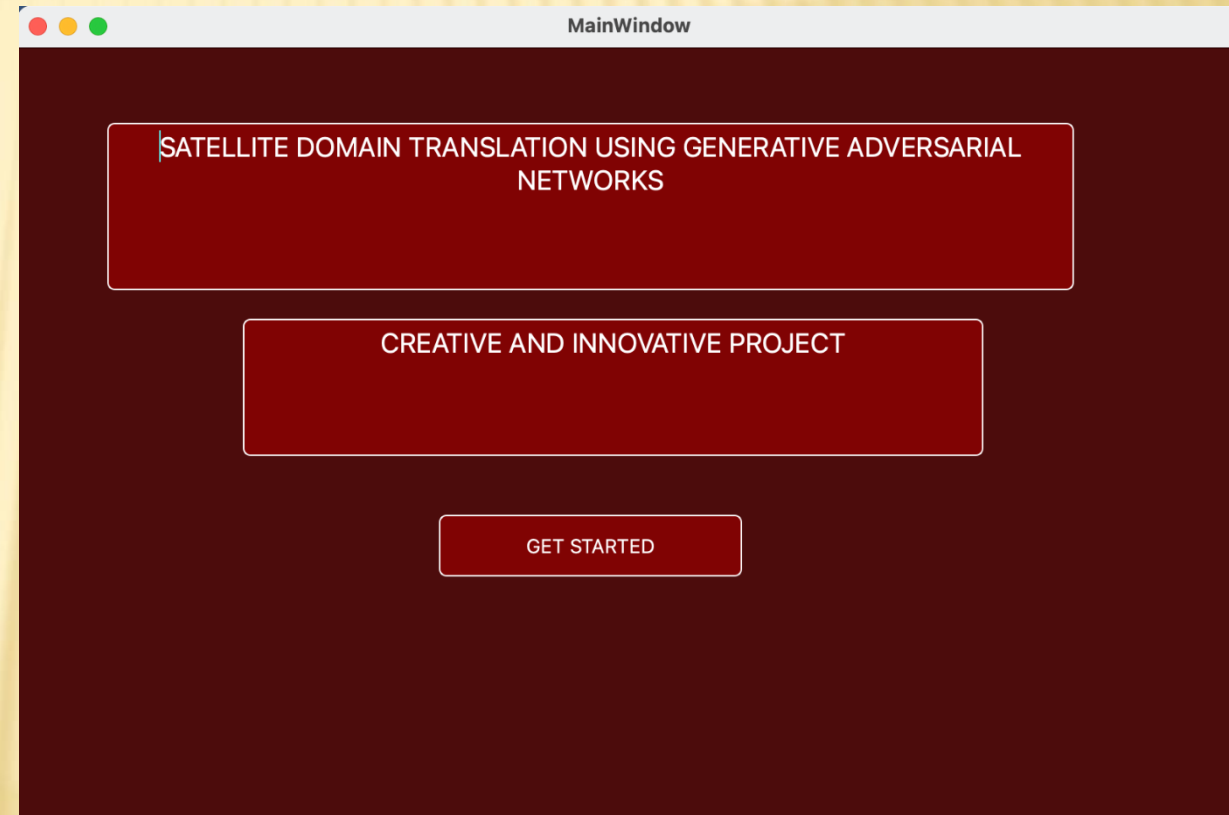 MainWindow
SATELLITE DOMAIN TRANSLATION USING GENERATIVE ADVERSARIAL
NETWORKS
CREATIVE AND INNOVATIVE PROJECT
GET STARTED